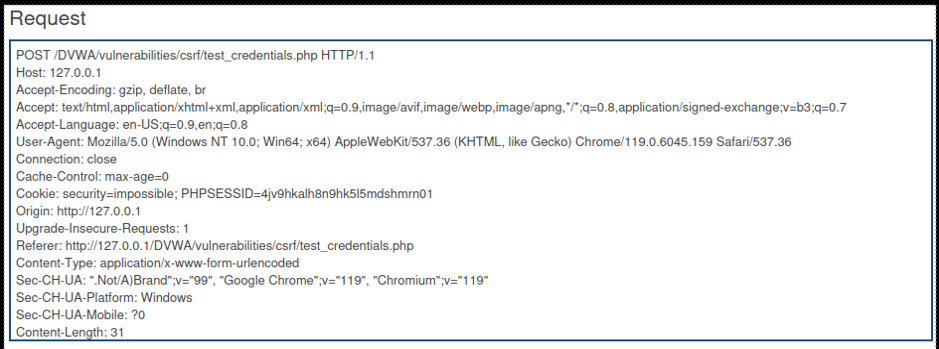 Request
POST /DVWA/vulnerabilities/csrf/test_credentials.php HTTP/1.1
Host: 127.0.0.1
Accept-Encoding: gzip, deflate, br
Accept: text/html,application/xhtml+xml,application/xml;q=0.9,image/avif,image/webp,image/apng,*/*;q=0.8,application/signed-exchange;v=b3;q=0.7
Accept-Language: en-US;q=0.9,en;q=0.8
User-Agent: Mozilla/5.0 (Windows NT 10.0; Win64; x64) AppleWebKit/537.36 (KHTML, like Gecko) Chrome/119.0.6045.159 Safari/537.36
Connection: close
Cache-Control: max-age=0
Cookie: security=impossible; PHPSESSID=4jv9hkalh8n9hk5l5mdshmrn01
Origin: http://127.0.0.1
Upgrade-Insecure-Requests: 1
Referer: http://127.0.0.1/DVWA/vulnerabilities/csrf/test_credentials.php
Content-Type: application/x-www-form-urlencoded
Sec-CH-UA: ".Not/A)Brand";v="99", "Google Chrome";v="119", "Chromium";v="119"
Sec-CH-UA-Platform: Windows
Sec-CH-UA-Mobile: ?0
Content-Length: 31